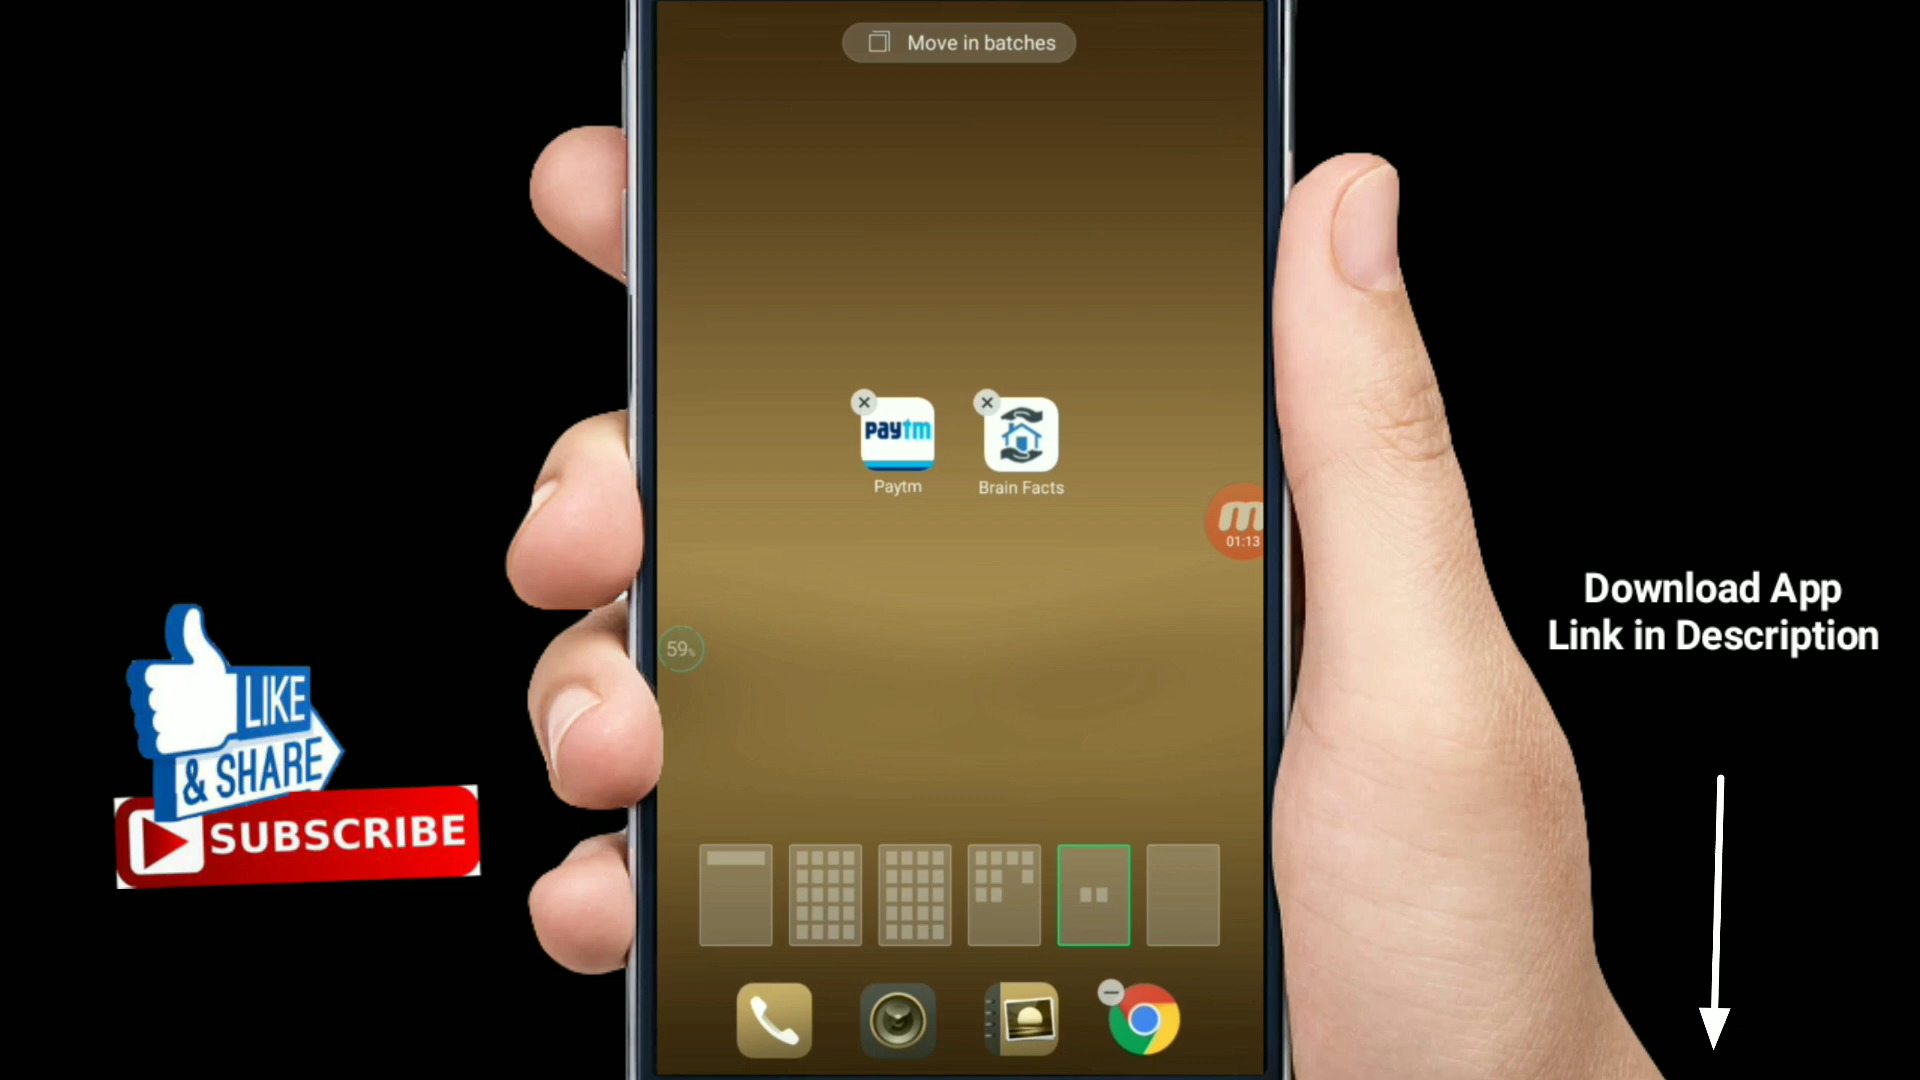 Move in batches
paytm
Paytm
Brain Facts
m
01:13
59%
Download App
Link in Description
LIKE
& SHARE
SUBSCRIBE